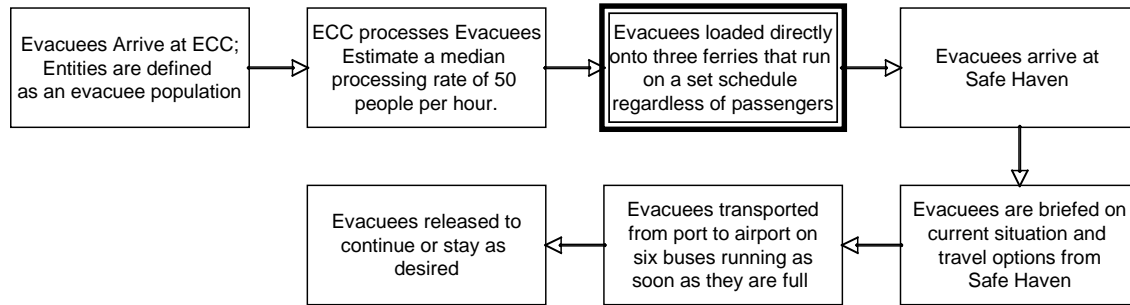 Evacuees Arrive at ECC;
Entities are defined
as an evacuee population
ECC processes Evacuees
Estimate a median
processing rate of 50
people per hour.
Evacuees loaded directly
onto three ferries that run
on a set schedule
regardless of passengers
Evacuees arrive at
Safe Haven
Evacuees are briefed on
current situation and
travel options from
Safe Haven
Evacuees transported
from port to airport on
six buses running as
soon as they are full
Evacuees released to
continue or stay as
desired